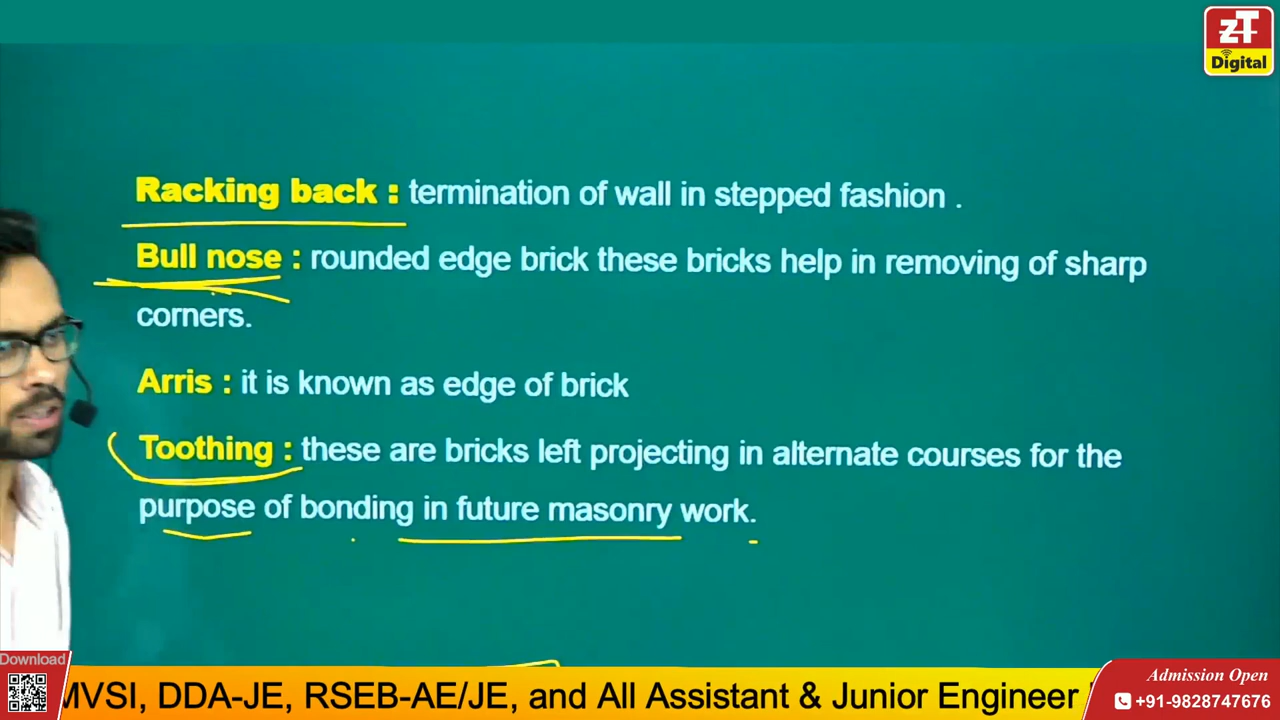 zT
Digital
Racking back : termination of wall in stepped fashion .
Bull nose : rounded edge brick these bricks help in removing of sharp
corners.
Arris : it is known as edge of brick
Toothing : these are bricks left projecting in alternate courses for the
purpose of bonding in future masonry work.
Download
MVSI, DDA-JE, RSEB-AE/JE, and All Assistant & Junior Engineer
Admission Open
+91-9828747676